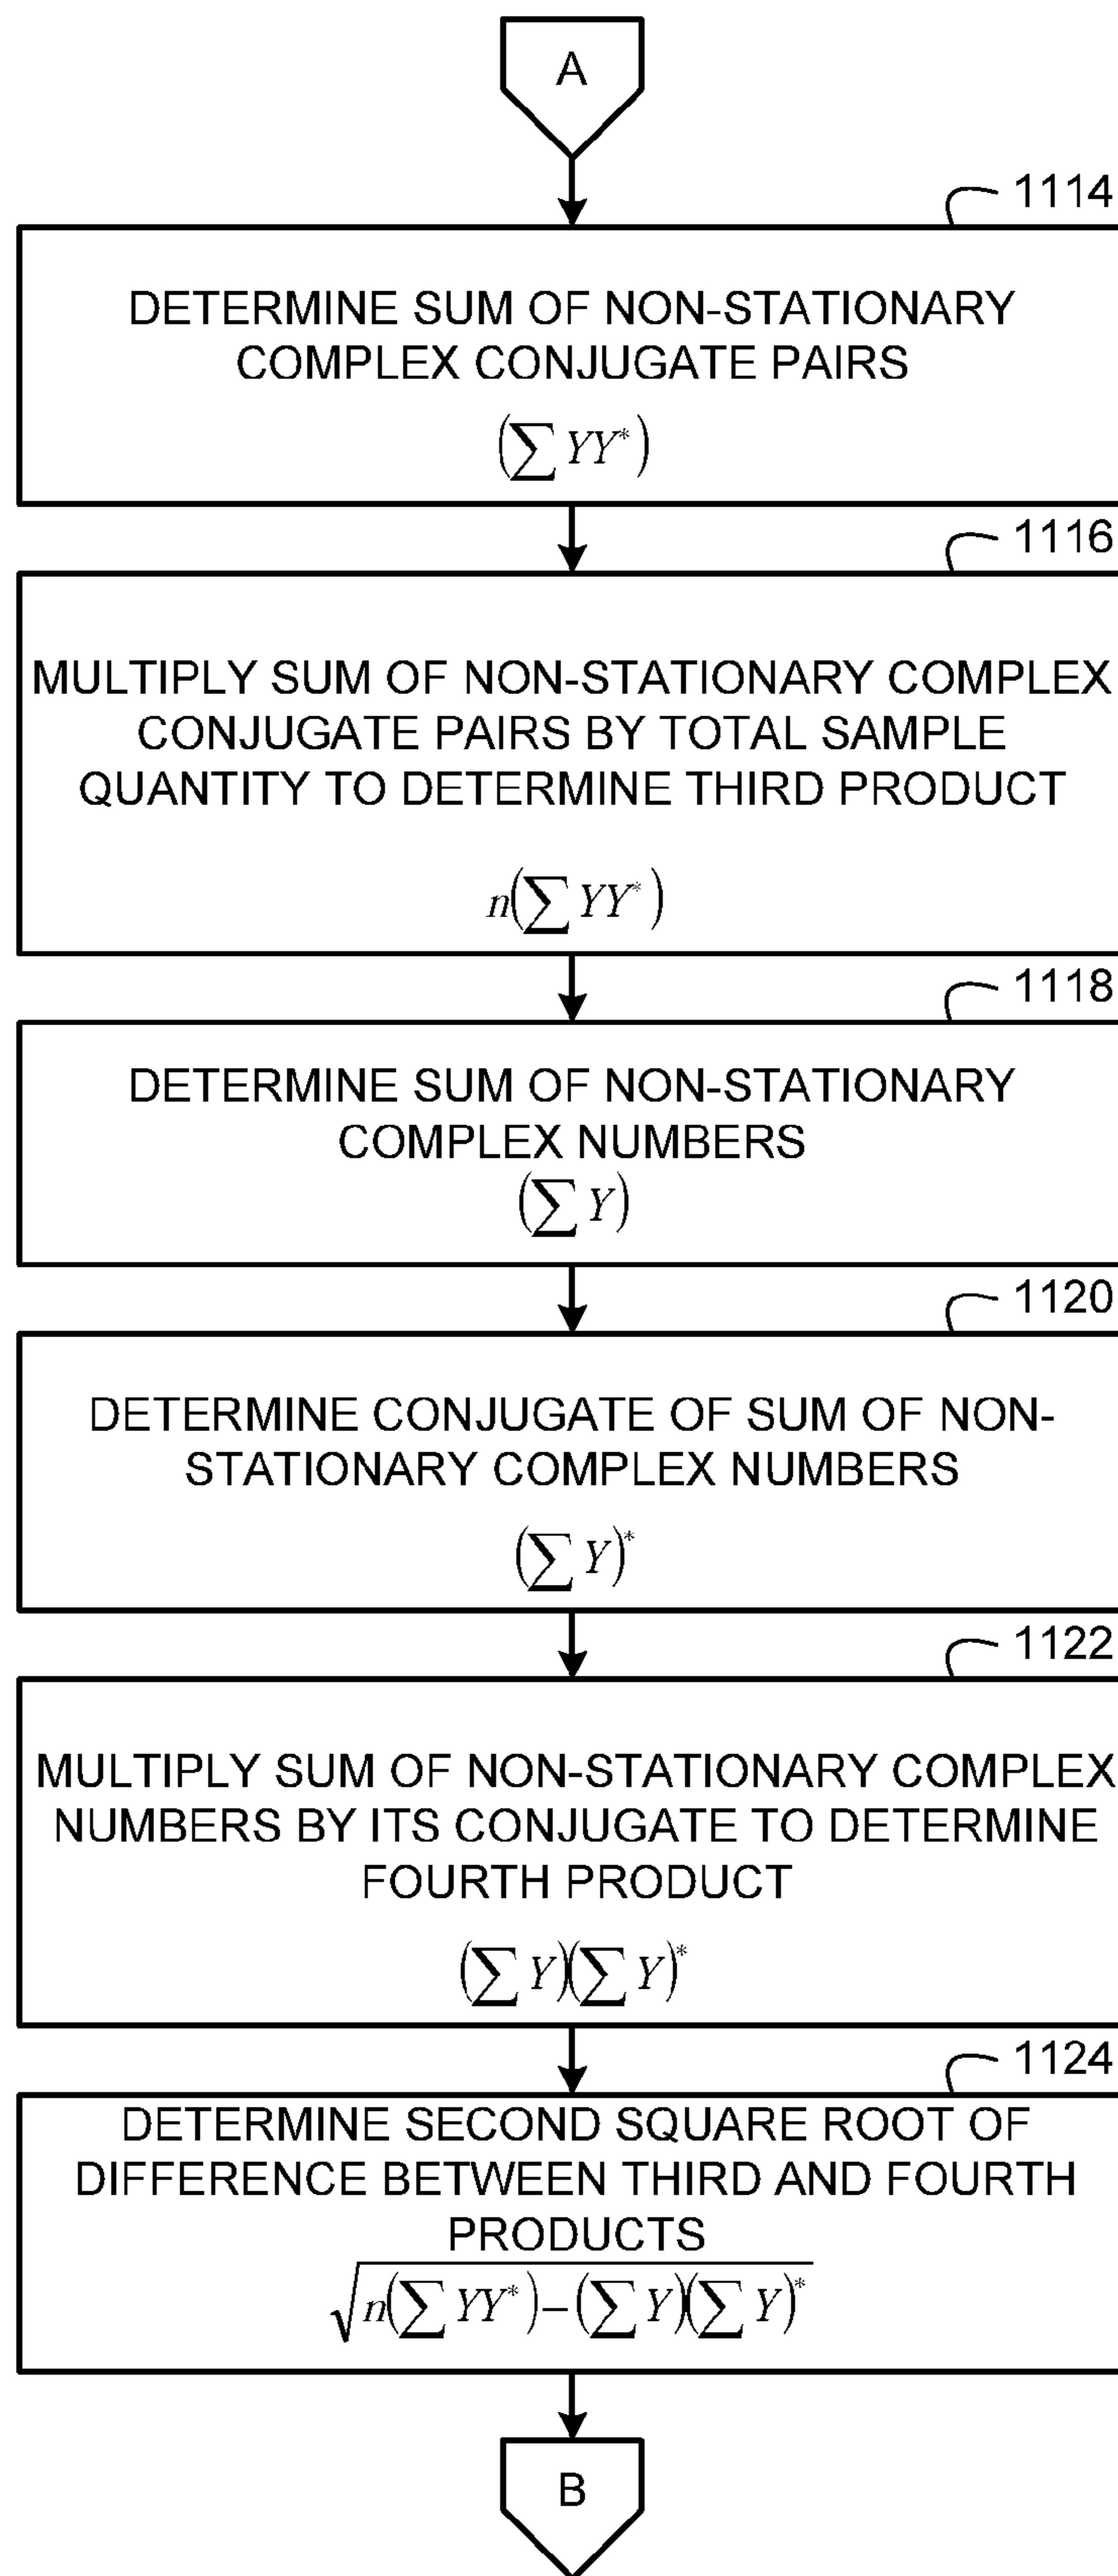 A
1114
DETERMINE SUM OF NON-STATIONARY
COMPLEX CONJUGATE PAIRS
(∑ YY*)
1116
MULTIPLY SUM OF NON-STATIONARY COMPLEX
CONJUGATE PAIRS BY TOTAL SAMPLE
QUANTITY TO DETERMINE THIRD PRODUCT
n(∑ YY*)
1118
DETERMINE SUM OF NON-STATIONARY
COMPLEX NUMBERS
(∑ Y)
1120
DETERMINE CONJUGATE OF SUM OF NON-
STATIONARY COMPLEX NUMBERS
(∑ Y)*
1122
MULTIPLY SUM OF NON-STATIONARY COMPLEX
NUMBERS BY ITS CONJUGATE TO DETERMINE
FOURTH PRODUCT
(∑ Y)(∑ Y)*
1124
DETERMINE SECOND SQUARE ROOT OF
DIFFERENCE BETWEEN THIRD AND FOURTH
PRODUCTS
√n(∑ YY*)–(∑ Y)(∑ Y)*
B